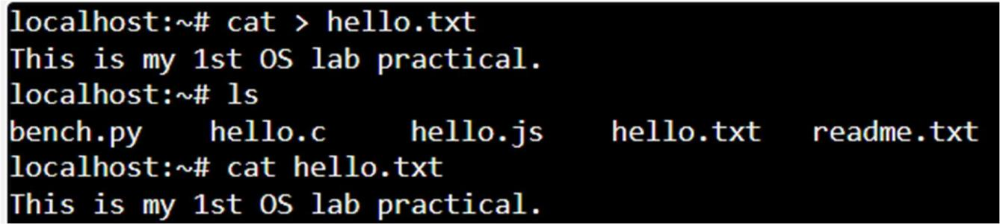 localhost:~# cat > hello.txt
This is my 1st OS lab practical.
localhost:~# ls
bench.py    hello.c     hello.js    hello.txt   readme.txt
localhost:~# cat hello.txt
This is my 1st OS lab practical.